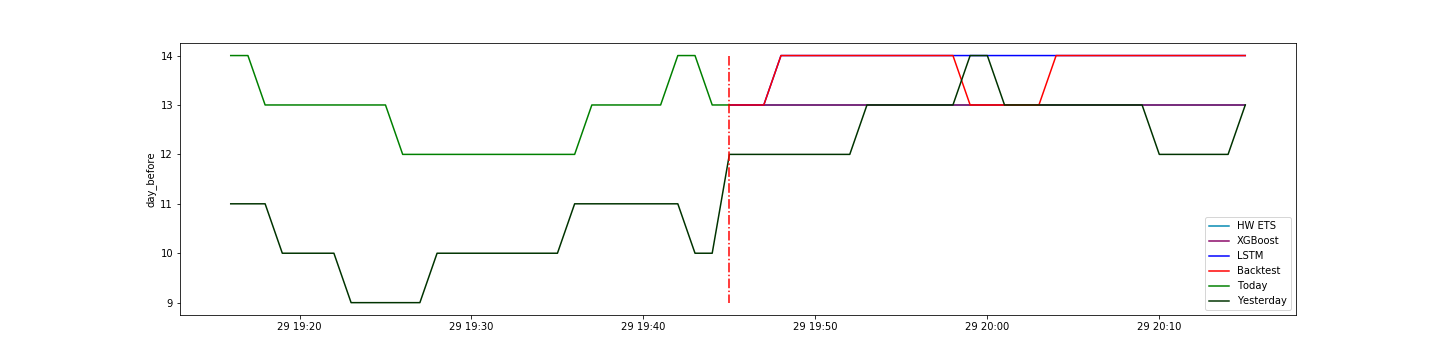 day_before
14
13
12
11
10
9
29 19:20
29 19:30
29 19:40
29 19:50
29 20:00
29 20:10
HW ETS
XGBoost
LSTM
Backtest
Today
Yesterday